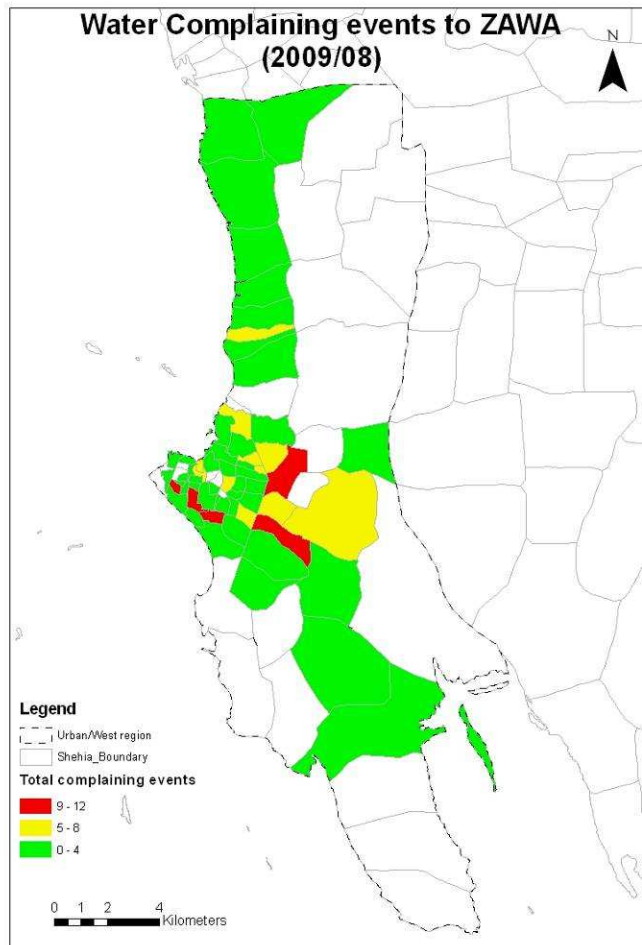 Water Complaining events to ZAWA
(2009/08)
N
Legend
Urban/West region
Shehia_Boundary
Total complaining events
9 - 12
5 - 8
0 - 4
0 1 2 4
Kilometers